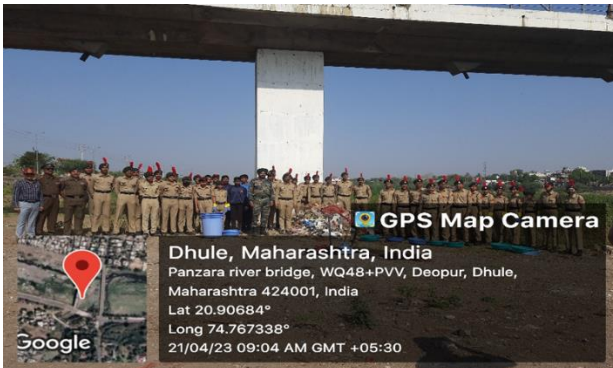 GPS Map Camera
Dhule, Maharashtra, India
Panzara river bridge, WQ48+PVV, Deopur, Dhule,
Maharashtra 424001, India
Lat 20.90684°
Long 74.767338°
21/04/23 09:04 AM GMT +05:30
Google